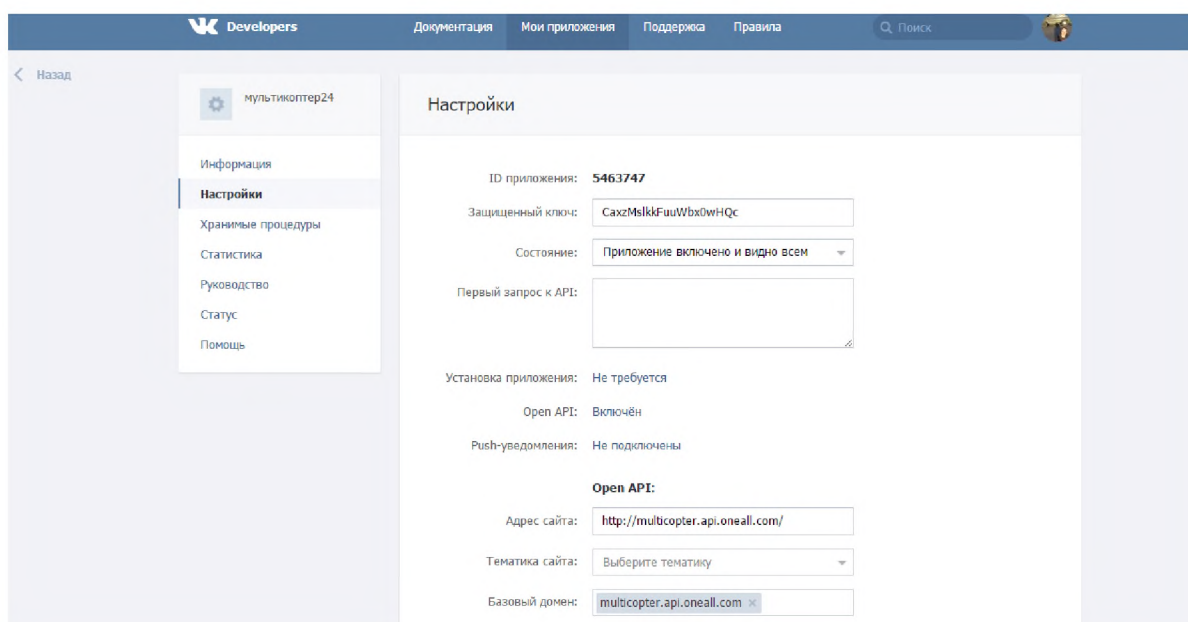 VK Developers Документация Мои приложения Поддержка Правила Поиск
Назад
мультикоптер24
Информация
Настройки
Хранимые процедуры
Статистика
Руководство
Статус
Помощь
Настройки
ID приложения: 5463747
Защищенный ключ: CaxzMslkkFuuWbx0wHQc
Состояние: Приложение включено и видно всем
Первый запрос к API:
Установка приложения: Не требуется
Open API: Включён
Push-уведомления: Не подключены
Open API:
Адрес сайта: http://multicopter.api.oneall.com/
Тематика сайта: Выберите тематику
Базовый домен: multicopter.api.oneall.com